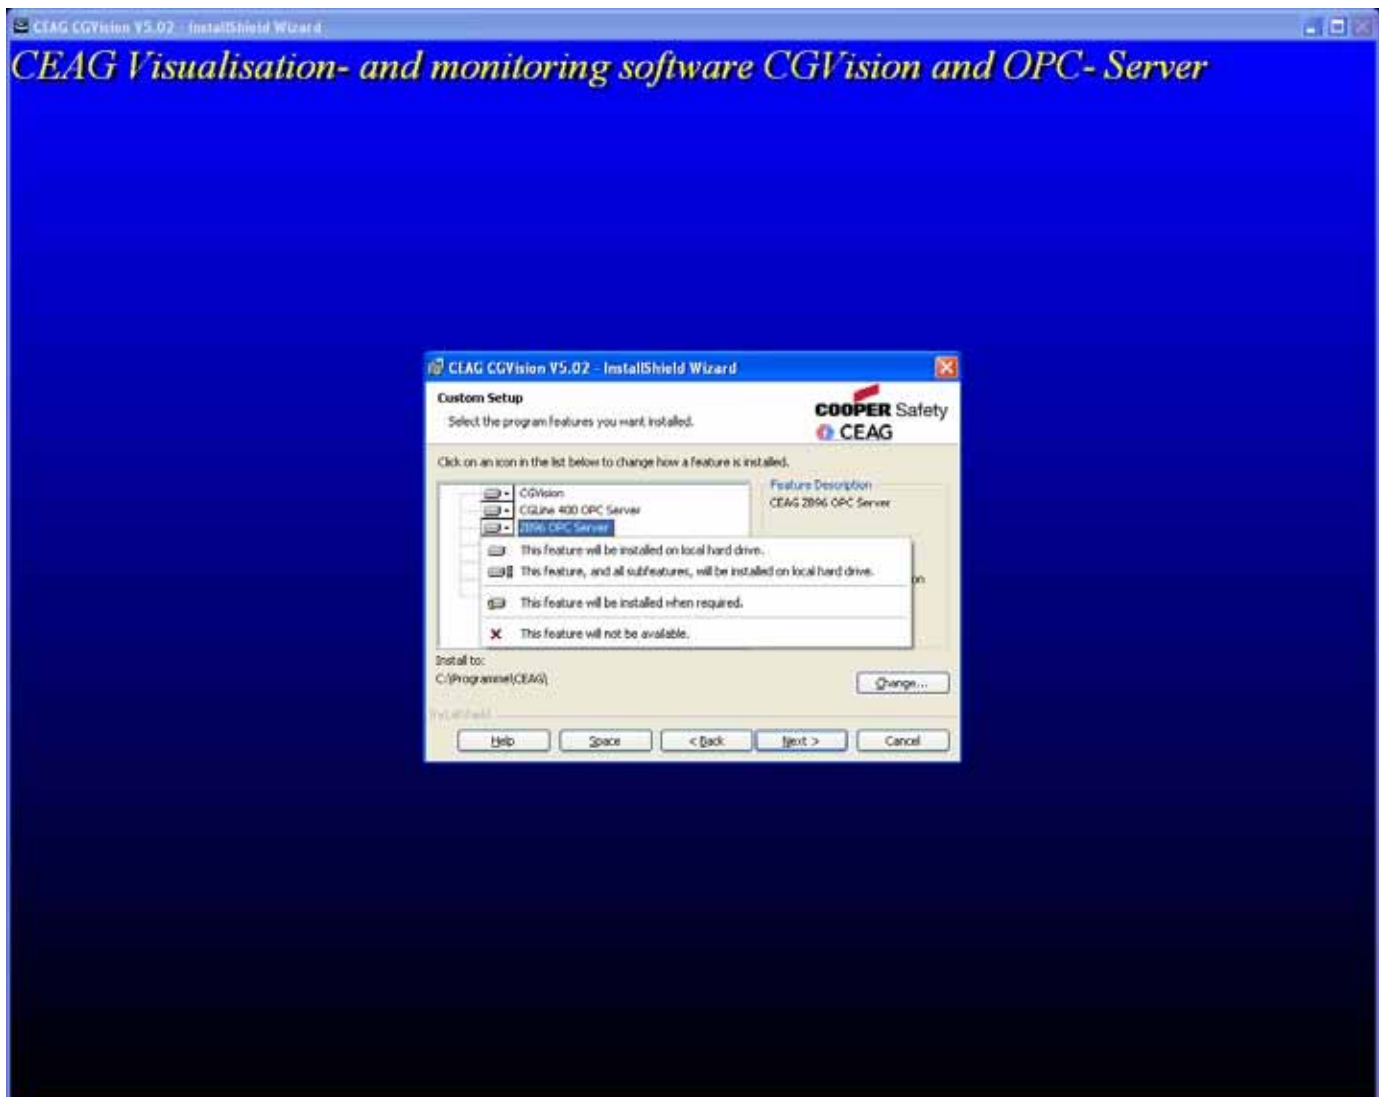 CEAG CGVision V5.02 - InstallShield Wizard
CEAG Visualisation- and monitoring software CGVision and OPC- Server
CEAG CGVision V5.02 - InstallShield Wizard
Custom Setup
Select the program features you want installed.
COOPER Safety
CEAG
Click on an icon in the list below to change how a feature is installed.
CGVision
CGLine 400 OPC Server
ZB96 OPC Server
Feature Description
CEAG ZB96 OPC Server
This feature will be installed on local hard drive.
This feature, and all subfeatures, will be installed on local hard drive.
on
This feature will be installed when required.
This feature will not be available.
Install to:
C:\Programme\CEAG\
Change...
InstallShield
Help
Space
< Back
Next >
Cancel